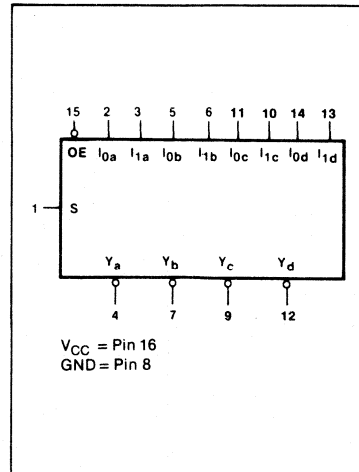 15 2 3 5 6 11 10 14 13
OE I0a I1a I0b I1b I0c I1c I0d I1d
1 S
Ya Yb Yc Yd
4 7 9 12
VCC = Pin 16
GND = Pin 8